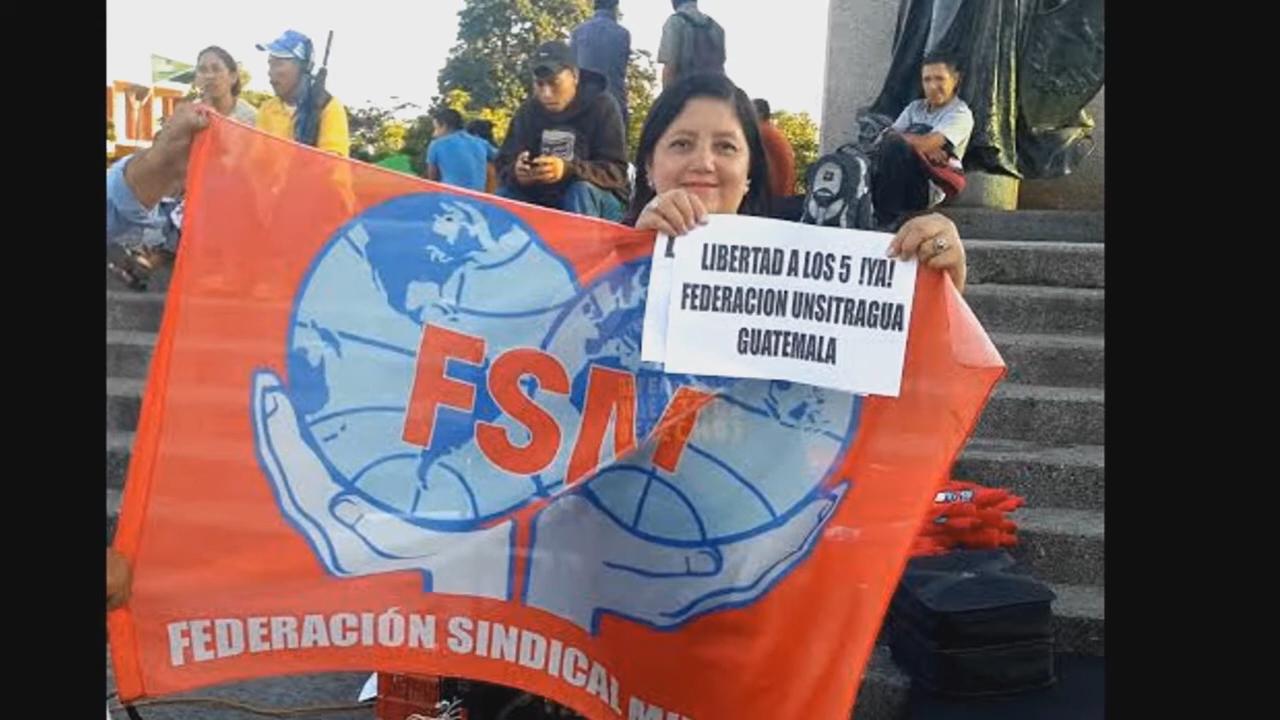 LIBERTAD A LOS 5 !YA!
FEDERACION UNSITRAGUA
GUATEMALA
FSM
FEDERACIÓN SINDICAL